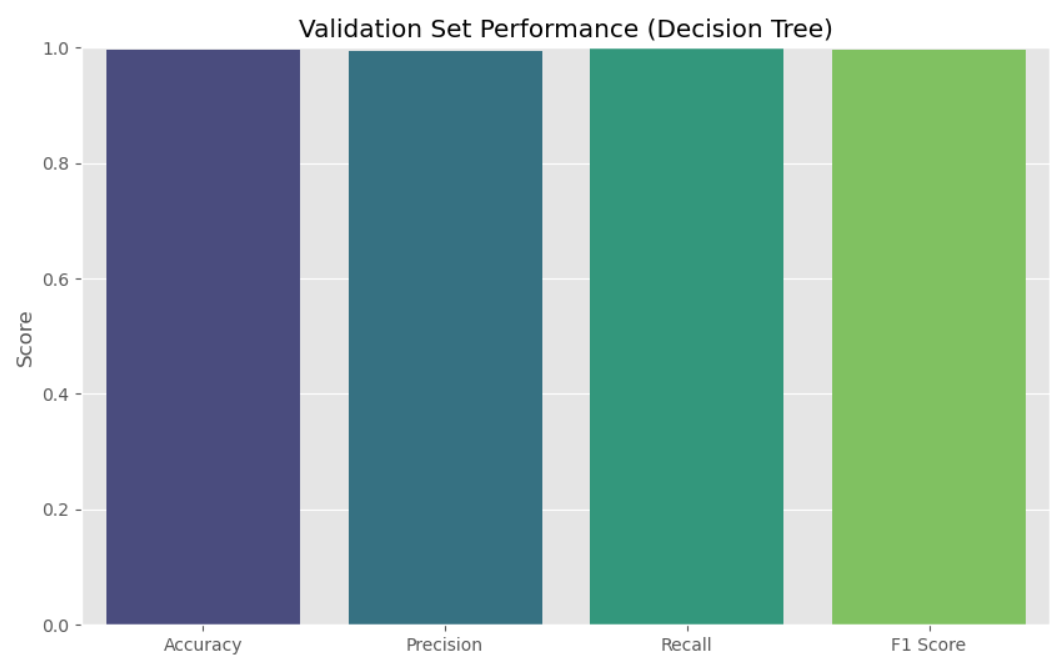 Validation Set Performance (Decision Tree)
1.0
0.8
0.6
0.4
0.2
0.0
Score
Accuracy
Precision
Recall
F1 Score